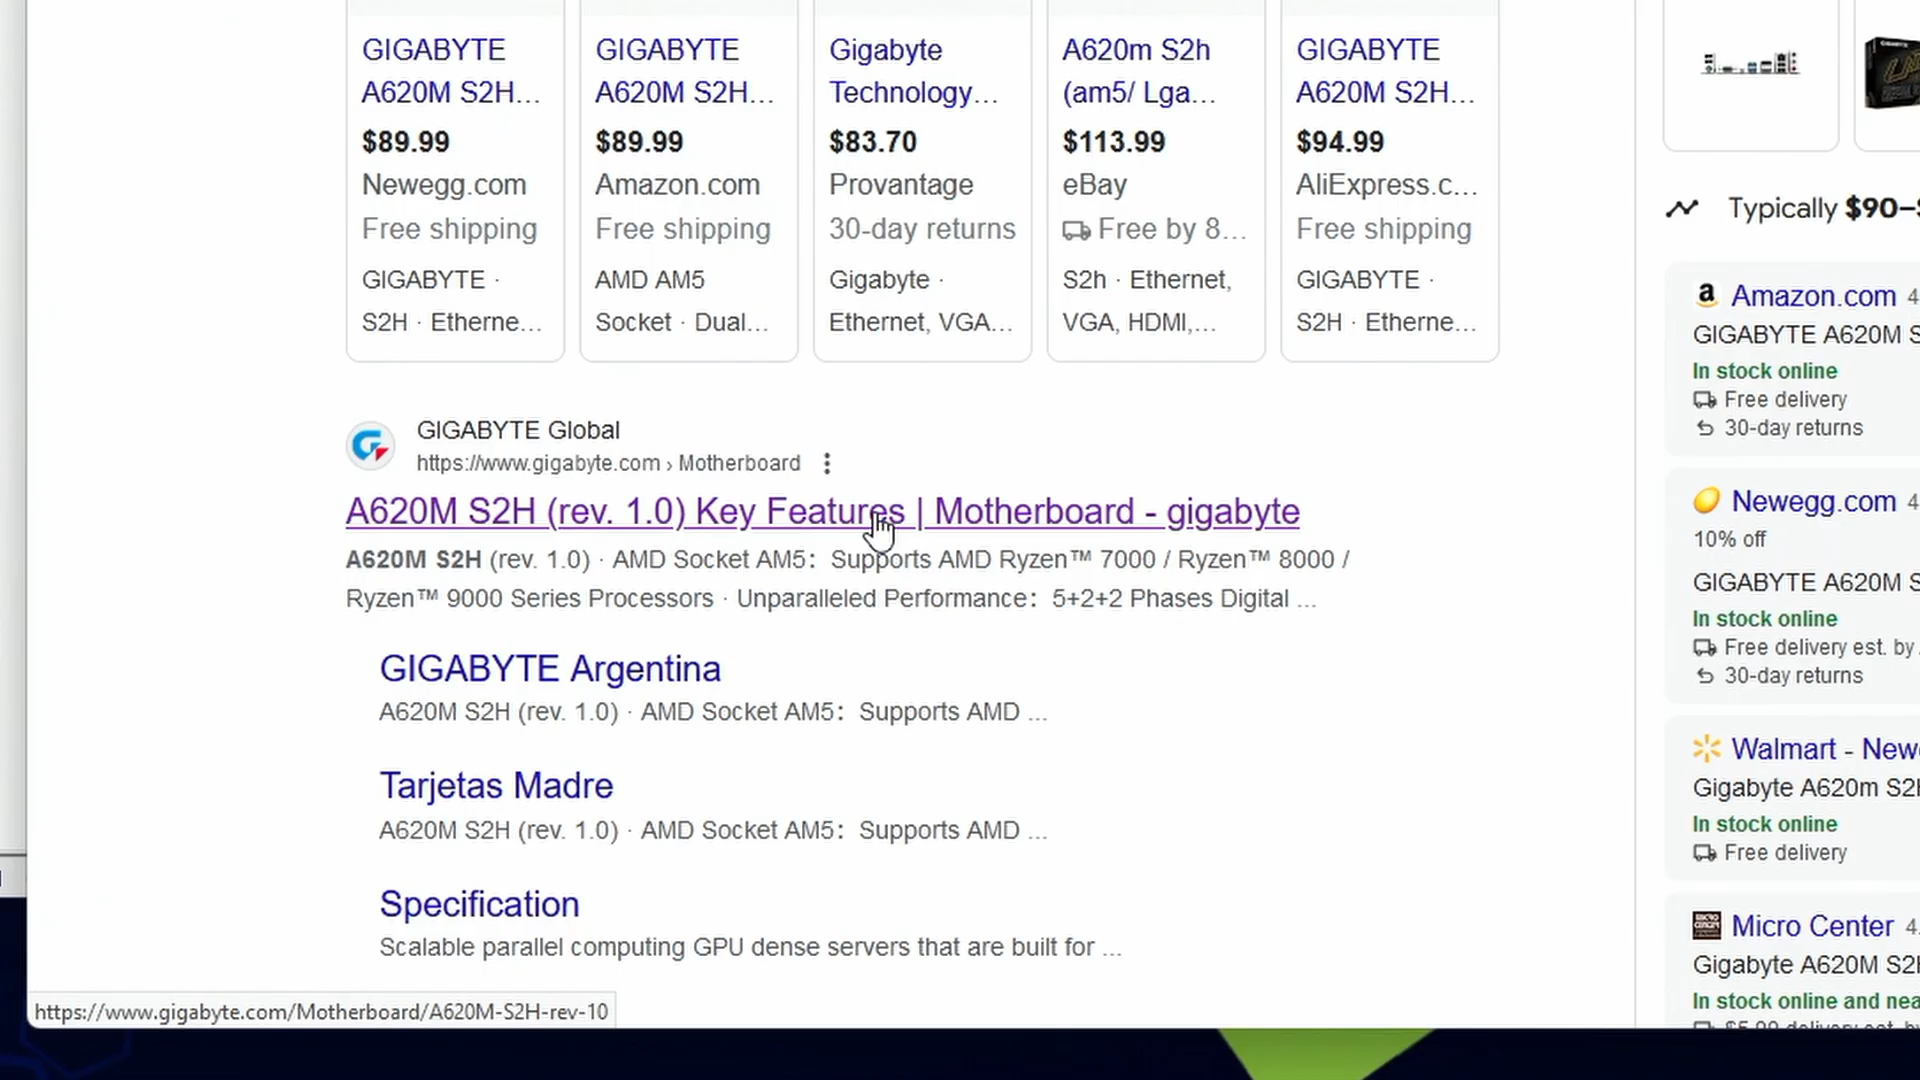 GIGABYTE
A620M S2H...
$89.99
Newegg.com
Free shipping
GIGABYTE ·
S2H · Etherne...
GIGABYTE
A620M S2H...
$89.99
Amazon.com
Free shipping
AMD AM5
Socket · Dual...
Gigabyte
Technology...
$83.70
Provantage
30-day returns
Gigabyte ·
Ethernet, VGA...
A620m S2h
(am5/ Lga...
$113.99
eBay
Free by 8...
S2h · Ethernet,
VGA, HDMI,...
GIGABYTE
A620M S2H...
$94.99
AliExpress.c...
Free shipping
GIGABYTE ·
S2H · Etherne...
GIGABYTE Global
https://www.gigabyte.com › Motherboard
A620M S2H (rev. 1.0) Key Features | Motherboard - gigabyte
A620M S2H (rev. 1.0) · AMD Socket AM5: Supports AMD Ryzen™ 7000 / Ryzen™ 8000 /
Ryzen™ 9000 Series Processors · Unparalleled Performance: 5+2+2 Phases Digital ...
GIGABYTE Argentina
A620M S2H (rev. 1.0) · AMD Socket AM5: Supports AMD ...
Tarjetas Madre
A620M S2H (rev. 1.0) · AMD Socket AM5: Supports AMD ...
Specification
Scalable parallel computing GPU dense servers that are built for ...
https://www.gigabyte.com/Motherboard/A620M-S2H-rev-10
Typically $90–
Amazon.com 4
GIGABYTE A620M S
In stock online
Free delivery
30-day returns
Newegg.com 4
10% off
GIGABYTE A620M S
In stock online
Free delivery est. by
30-day returns
Walmart - New
Gigabyte A620m S2
In stock online
Free delivery
Micro Center 4.
Gigabyte A620M S2
In stock online and